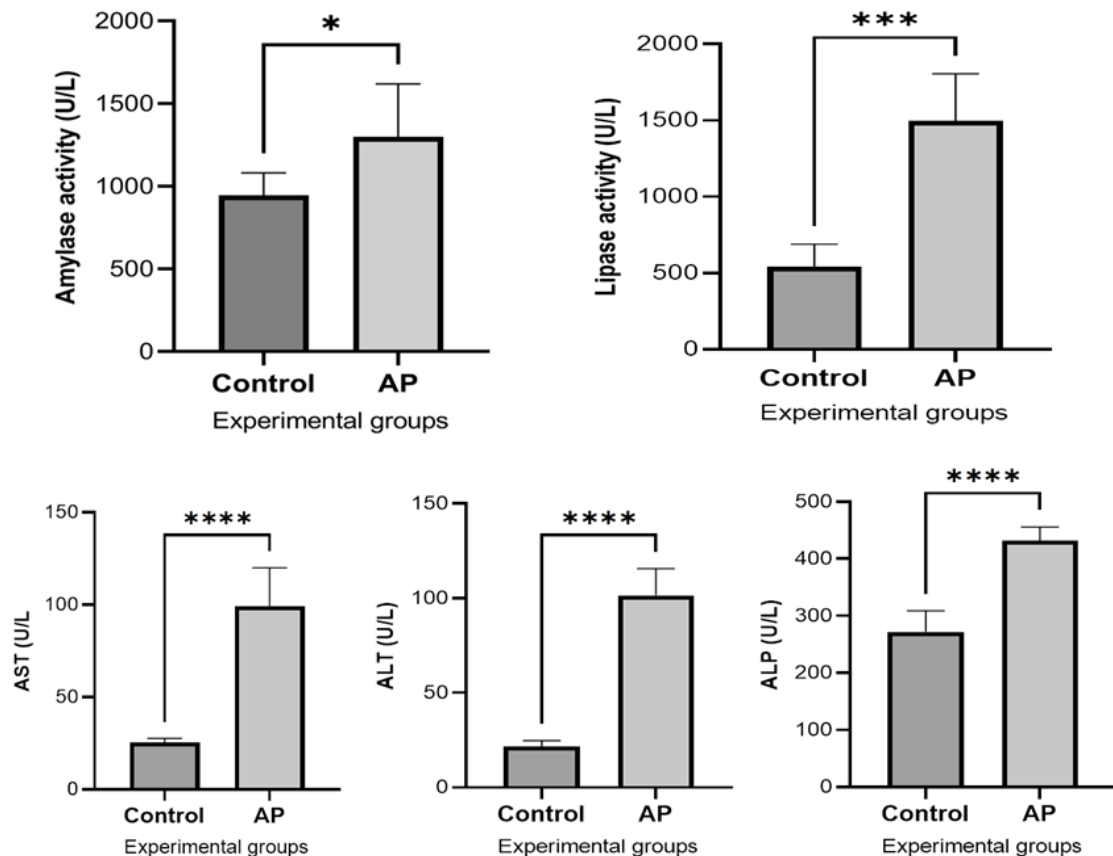 Amylase activity (U/L)
2000
1500
1000
500
0
*
Control AP
Experimental groups
Lipase activity (U/L)
2000
1500
1000
500
0
***
Control AP
Experimental groups
AST (U/L
150
100
50
0
****
Control AP
Experimental groups
ALT (U/L)
150
100
50
0
****
Control AP
Experimental groups
ALP (U/L)
500
400
300
200
100
0
****
Control AP
Experimental groups